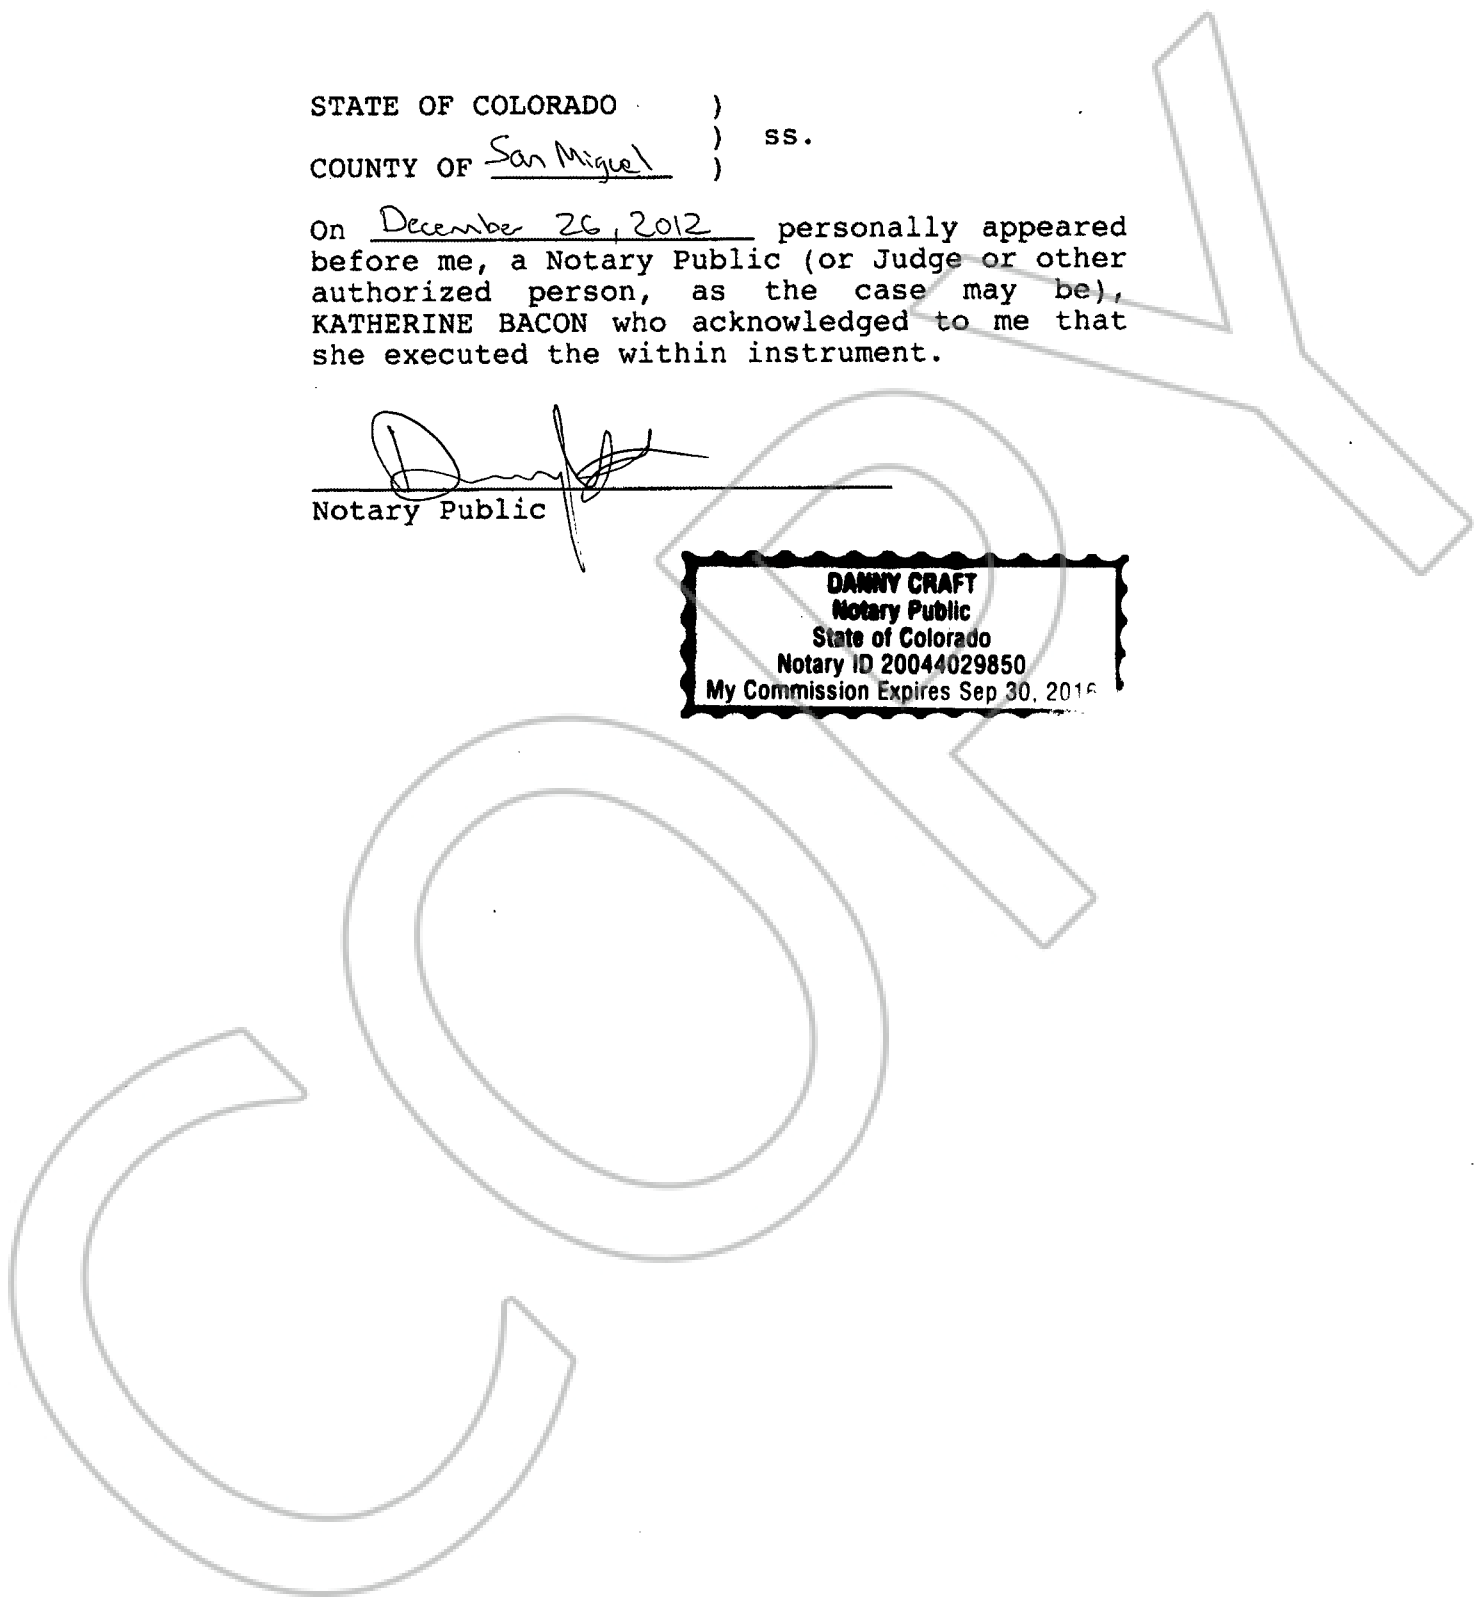 STATE OF COLORADO )
) ss.
COUNTY OF San Miguel )
On December 26, 2012 personally appeared
before me, a Notary Public (or Judge or other
authorized person, as the case may be),
KATHERINE BACON who acknowledged to me that
she executed the within instrument.
Notary Public
DANNY CRAFT
Notary Public
State of Colorado
Notary ID 20044029850
My Commission Expires Sep 30, 2016
COPY